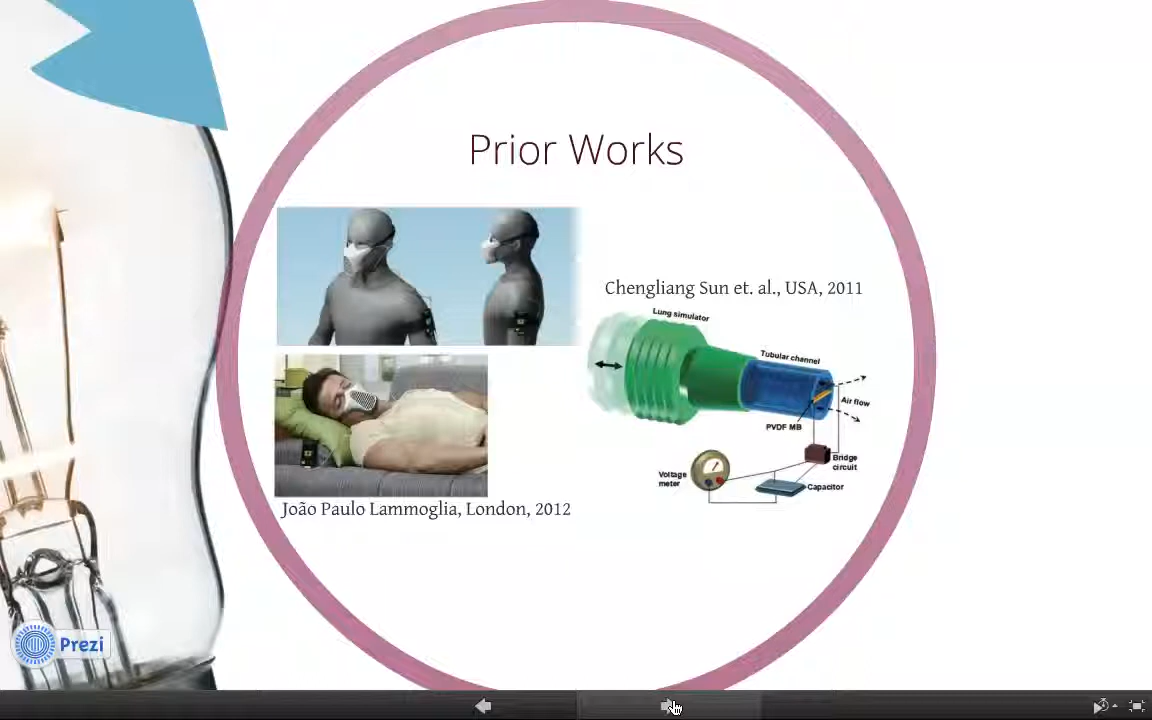 Prior Works
Chengliang Sun et. al., USA, 2011
Lung simulator
Tubular channel
Air flow
PVDF MB
Bridge
circuit
Voltage
meter
Capacitor
João Paulo Lammoglia, London, 2012
Prezi